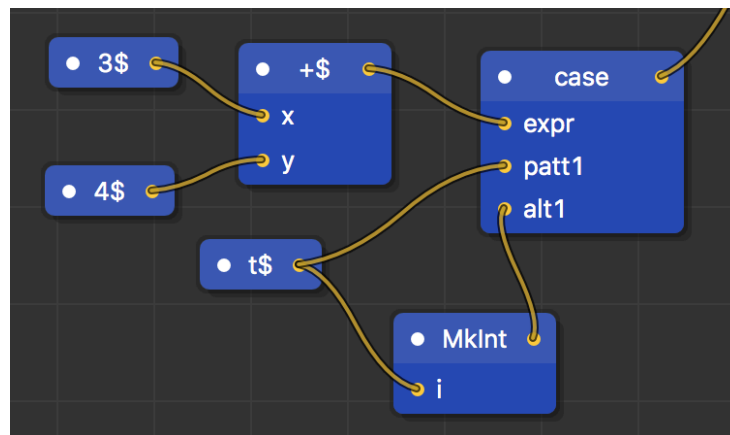 3$
+$
x
y
4$
t$
case
expr
patt1
alt1
MkInt
i